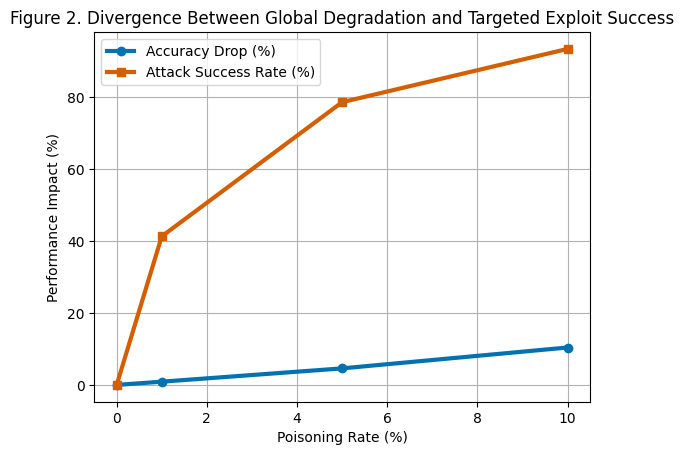 Figure 2. Divergence Between Global Degradation and Targeted Exploit Success
Accuracy Drop (%)
Attack Success Rate (%)
Performance Impact (%)
80
60
40
20
0
0 2 4 6 8 10
Poisoning Rate (%)